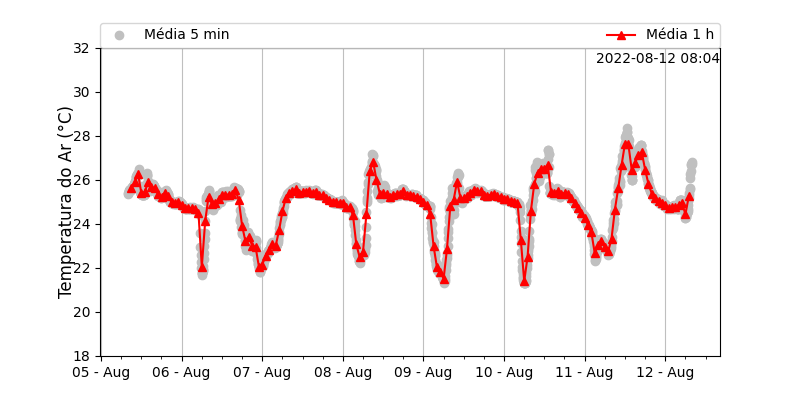 Média 5 min
Média 1 h
2022-08-12 08:04
Temperatura do Ar (°C)
32
30
28
26
24
22
20
18
05 - Aug
06 - Aug
07 - Aug
08 - Aug
09 - Aug
10 - Aug
11 - Aug
12 - Aug